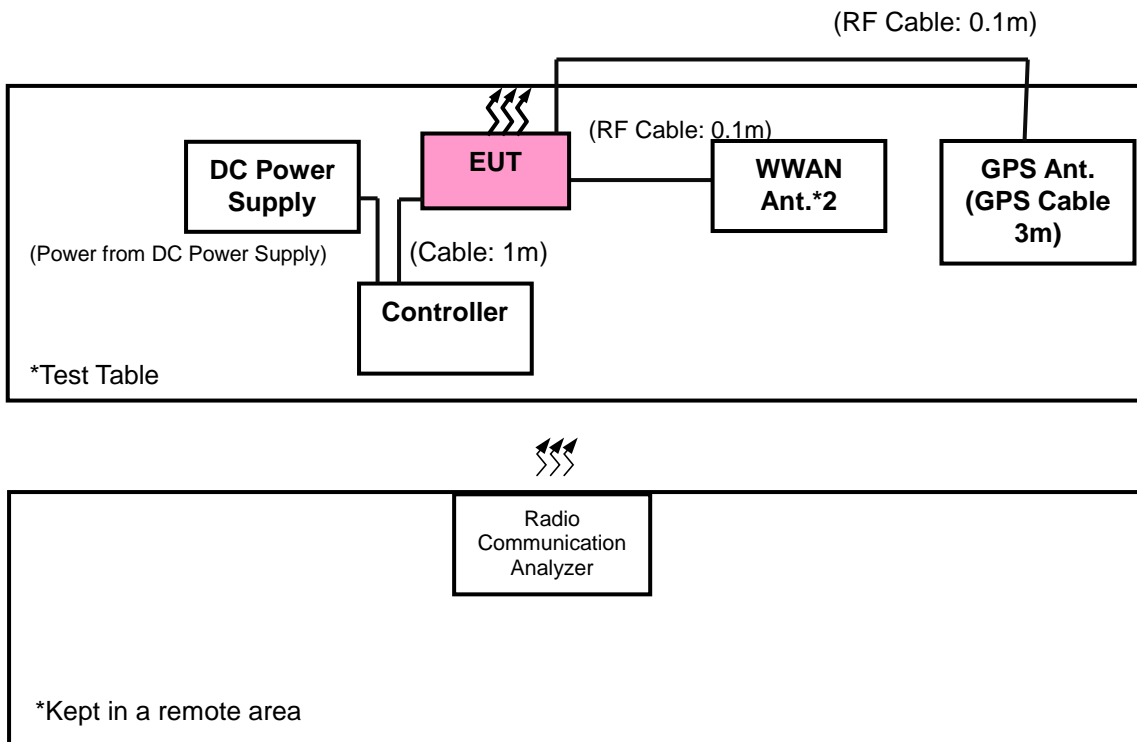 (RF Cable: 0.1m)
(RF Cable: 0.1m)
EUT
DC Power
Supply
WWAN
Ant.*2
GPS Ant.
(GPS Cable
3m)
(Power from DC Power Supply)
(Cable: 1m)
Controller
*Test Table
Radio
Communication
Analyzer
*Kept in a remote area